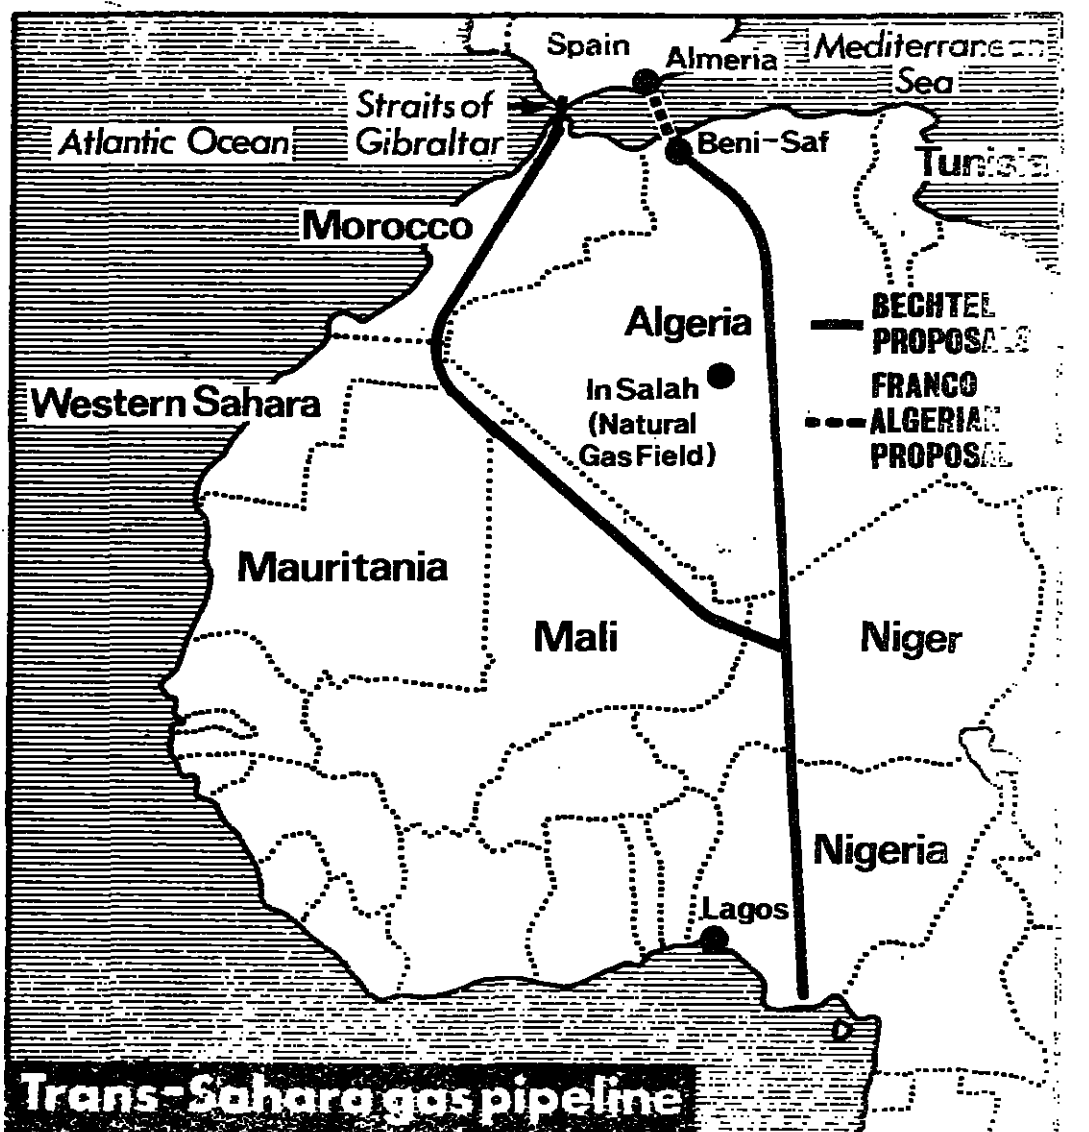 Spain
Almeria
Mediterranean
Sea
Straits of
Gibraltar
Atlantic Ocean
Beni-Saf
Tunisia
Morocco
BECHTEL
PROPOSALS
Algeria
In Salah
(Natural
Gas Field)
FRANCO
ALGERIAN
PROPOSAL
Western Sahara
Mauritania
Mali
Niger
Nigeria
Lagos
Trans-Sahara gas pipeline